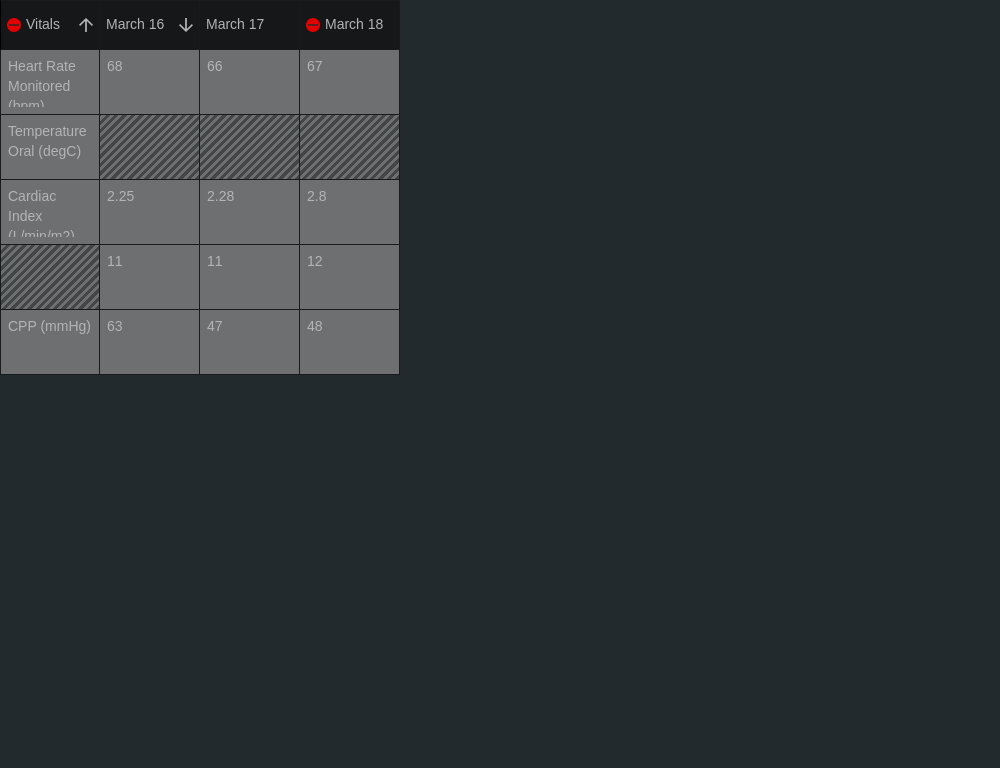 Vitals March 16 March 17 March 18
Heart Rate 68 66 67
Monitored
(bpm)
Temperature
Oral (degC)
Cardiac 2.25 2.28 2.8
Index
(L/min/m2)
11 11 12
CPP (mmHg) 63 47 48